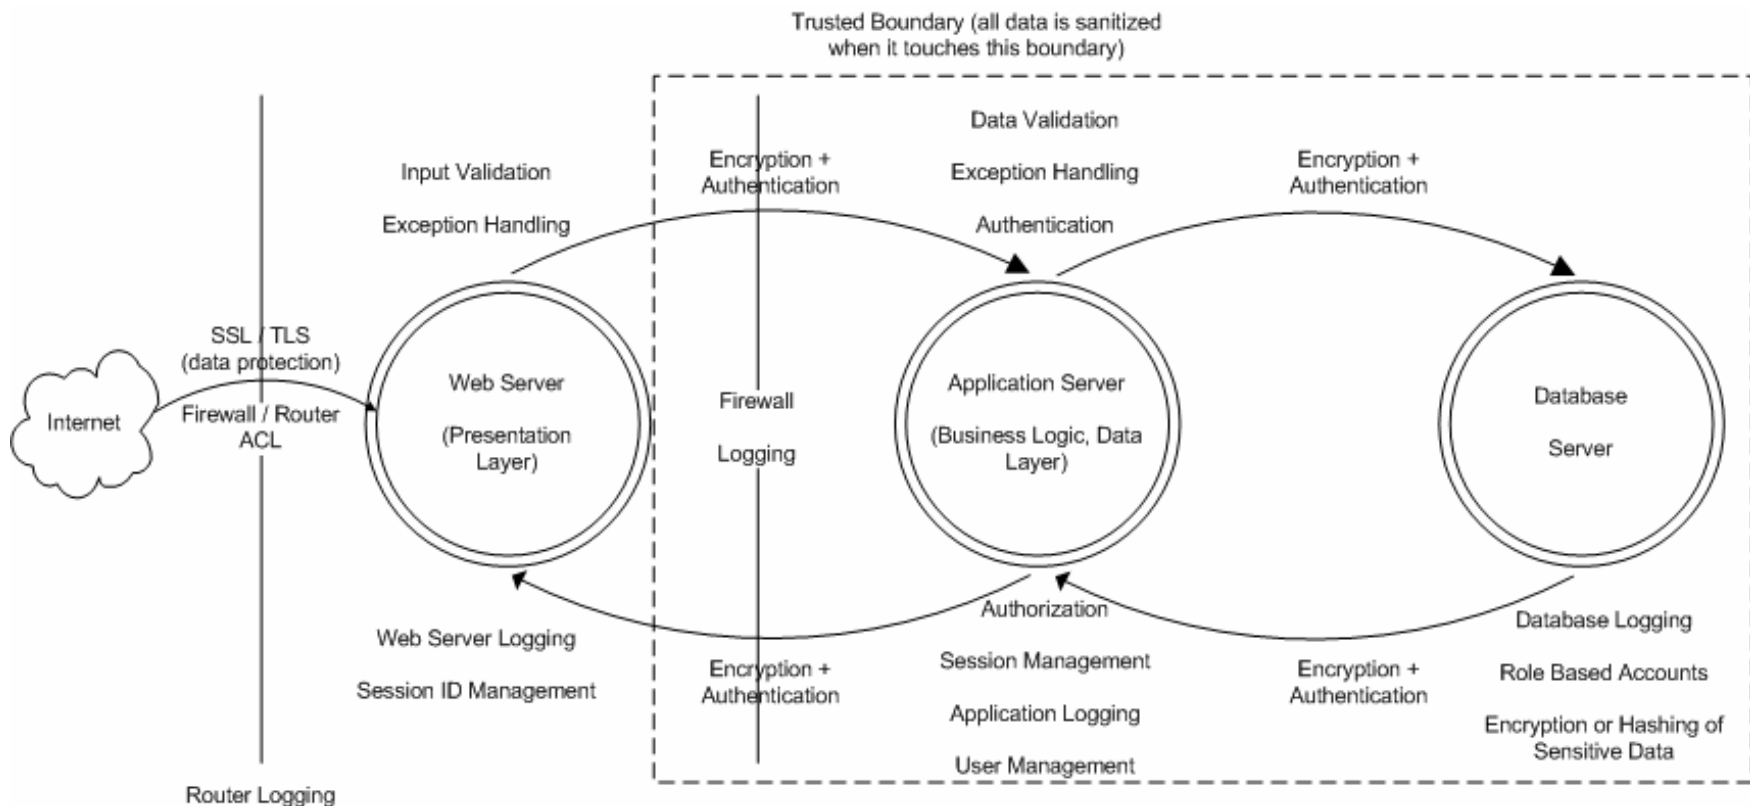 Trusted Boundary (all data is sanitized
when it touches this boundary)
Data Validation
Input Validation
Encryption +
Authentication
Exception Handling
Encryption +
Authentication
Exception Handling
Authentication
SSL / TLS
(data protection)
Internet
Firewall / Router
ACL
Web Server
(Presentation
Layer)
Firewall
Logging
Application Server
(Business Logic, Data
Layer)
Database
Server
Web Server Logging
Session ID Management
Encryption +
Authentication
Authorization
Session Management
Application Logging
User Management
Encryption +
Authentication
Database Logging
Role Based Accounts
Encryption or Hashing of
Sensitive Data
Router Logging